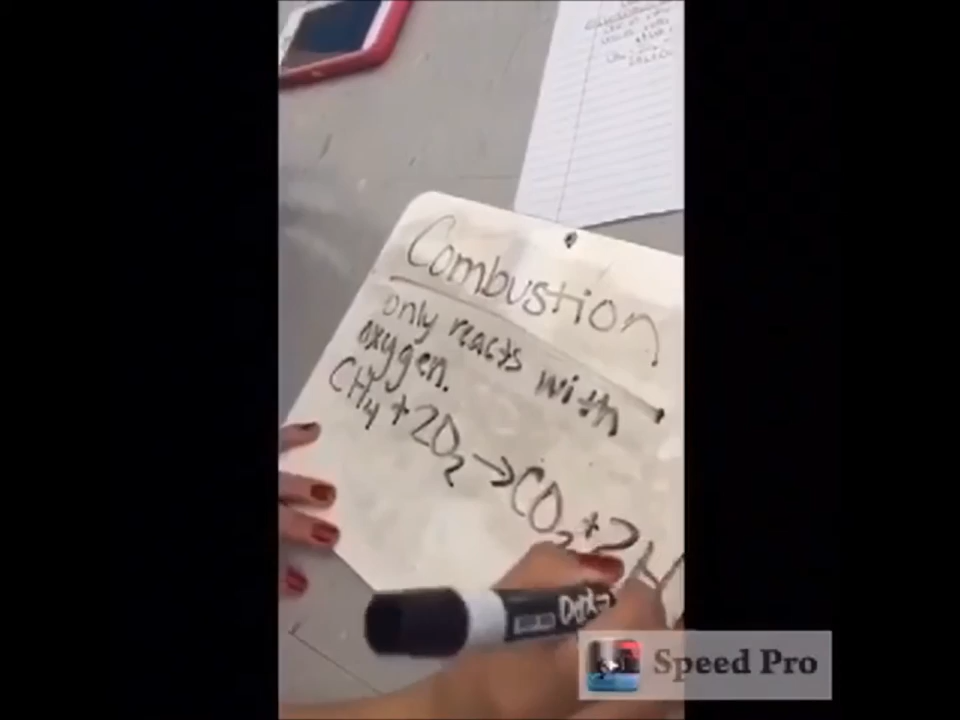 Combustion
only reacts with
oxygen.
CH4 + 2O2 → CO2 + 2H
Speed Pro